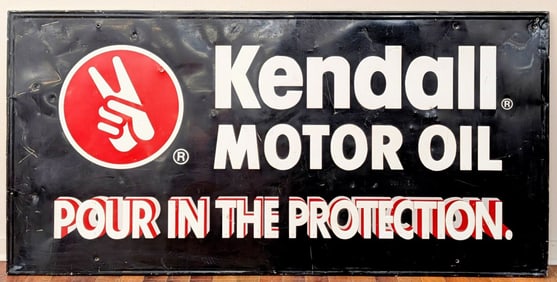 Kendall®
MOTOR OIL
®
POUR IN THE PROTECTION.